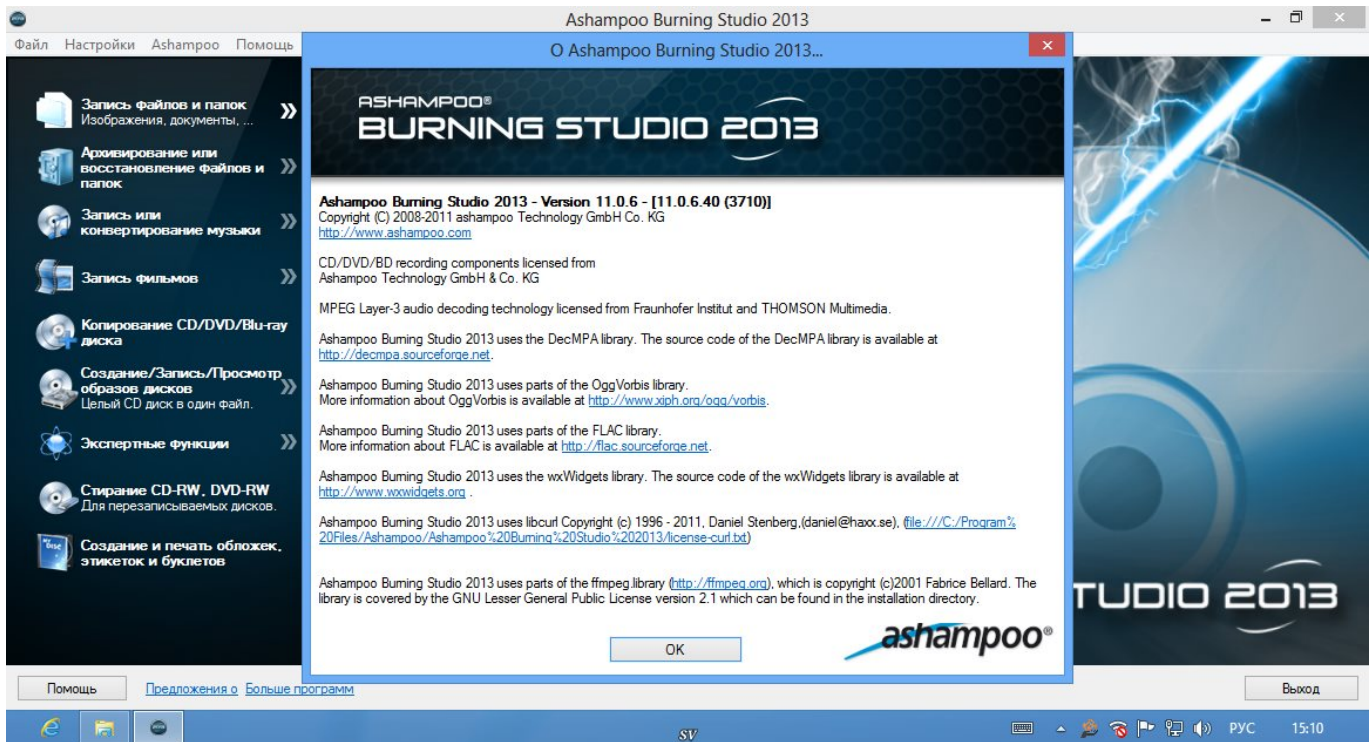 Ashampoo Burning Studio 2013
Файл Настройки Ashampoo Помощь
О Ashampoo Burning Studio 2013...
Запись файлов и папок
Изображения, документы, ...
Архивирование или
восстановление файлов и
папок
Запись или
конвертирование музыки
Запись фильмов
Копирование CD/DVD/Blu-ray
диска
Создание/Запись/Просмотр
образов дисков
Целый CD диск в один файл.
Экспертные функции
Стирание CD-RW, DVD-RW
Для перезаписываемых дисков.
Создание и печать обложек,
этикеток и буклетов
ASHAMPOO®
BURNING STUDIO 2013
Ashampoo Burning Studio 2013 - Version 11.0.6 - [11.0.6.40 (3710)]
Copyright (C) 2008-2011 ashampoo Technology GmbH Co. KG
http://www.ashampoo.com
CD/DVD/BD recording components licensed from
Ashampoo Technology GmbH & Co. KG
MPEG Layer-3 audio decoding technology licensed from Fraunhofer Institut and THOMSON Multimedia.
Ashampoo Burning Studio 2013 uses the DecMPA library. The source code of the DecMPA library is available at
http://decmpa.sourceforge.net.
Ashampoo Burning Studio 2013 uses parts of the OggVorbis library.
More information about OggVorbis is available at http://www.xiph.org/ogg/vorbis.
Ashampoo Burning Studio 2013 uses parts of the FLAC library.
More information about FLAC is available at http://flac.sourceforge.net.
Ashampoo Burning Studio 2013 uses the wxWidgets library. The source code of the wxWidgets library is available at
http://www.wxwidgets.org .
Ashampoo Burning Studio 2013 uses libcurl Copyright (c) 1996 - 2011, Daniel Stenberg,(daniel@haxx.se), (file:///C:/Program%
20Files/Ashampoo/Ashampoo%20Burning%20Studio%202013/license-curl.txt)
Ashampoo Burning Studio 2013 uses parts of the ffmpeg library (http://ffmpeg.org), which is copyright (c)2001 Fabrice Bellard. The
library is covered by the GNU Lesser General Public License version 2.1 which can be found in the installation directory.
OK
ashampoo®
TUDIO 2013
Помощь
Предложения о Больше программ
Выход
SV
РУС
15:10